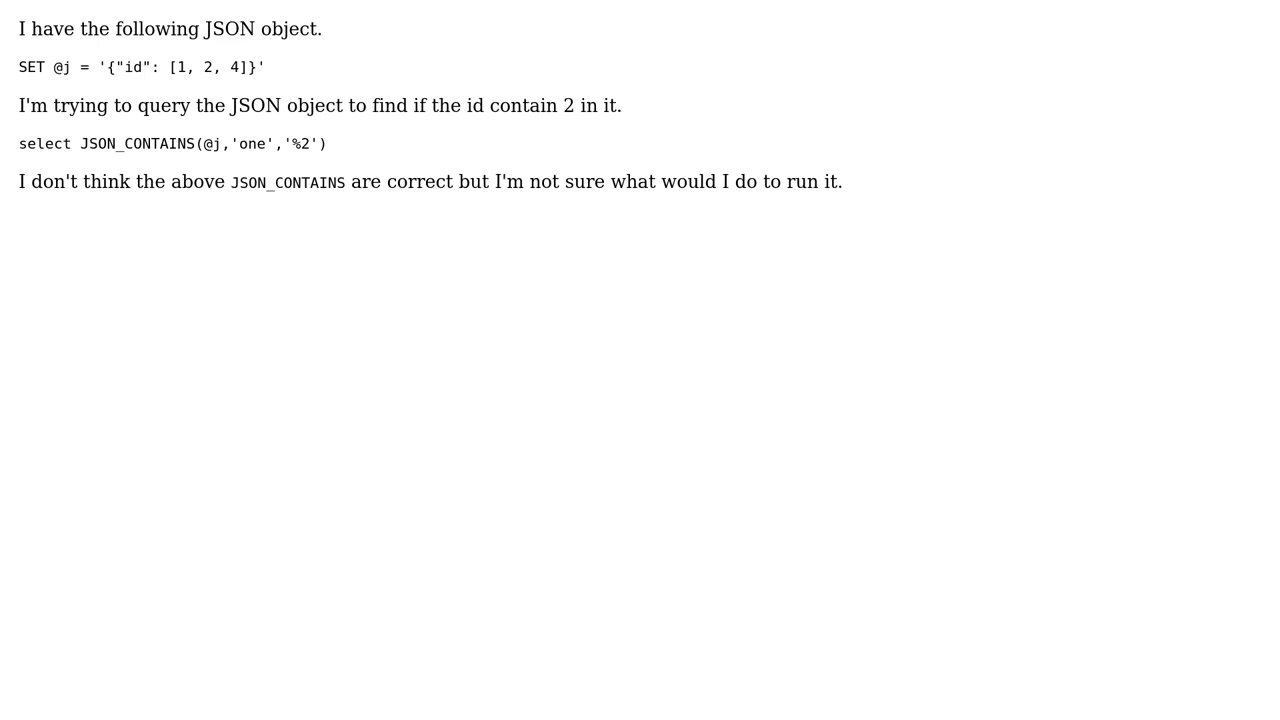 I have the following JSON object.
SET @j = '{"id": [1, 2, 4]}'
I'm trying to query the JSON object to find if the id contain 2 in it.
select JSON_CONTAINS(@j,'one','%2')
I don't think the above JSON_CONTAINS are correct but I'm not sure what would I do to run it.